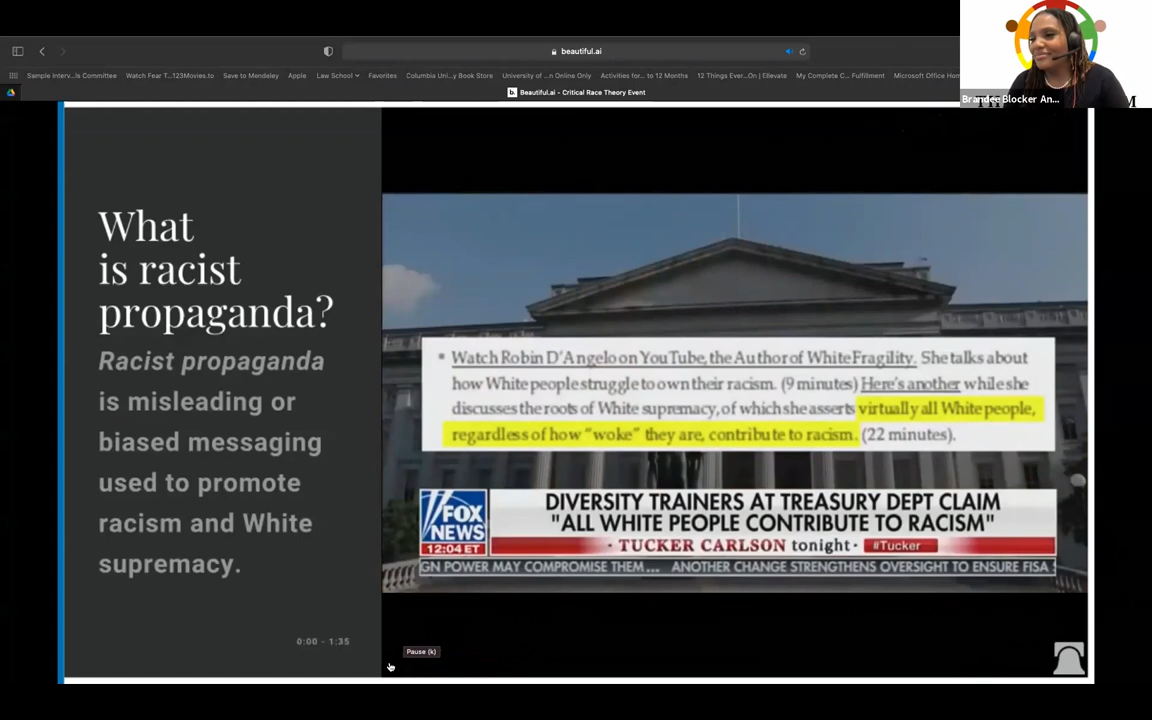 beautiful.ai
Sample Interv...ls Committee
Watch Fear T...123Movies.to
Save to Mendeley
Apple
Law School
Favorites
Columbia Uni...y Book Store
University of ...n Online Only
Activities for... to 12 Months
12 Things Ever...On | Ellevate
My Complete C... Fulfillment
Microsoft Office Hom
b. Beautiful.ai - Critical Race Theory Event
Brandee Blocker An...
What
is racist
propaganda?
Racist propaganda
is misleading or
biased messaging
used to promote
racism and White
supremacy.
0:00 - 1:35
Watch Robin D'Angelo on YouTube, the Author of White Fragility. She talks about
how White people struggle to own their racism. (9 minutes) Here's another while she
discusses the roots of White supremacy, of which she asserts virtually all White people,
regardless of how "woke" they are, contribute to racism. (22 minutes).
FOX
NEWS
12:04 ET
DIVERSITY TRAINERS AT TREASURY DEPT CLAIM
"ALL WHITE PEOPLE CONTRIBUTE TO RACISM"
· TUCKER CARLSON tonight · #Tucker
GN POWER MAY COMPROMISE THEM... ANOTHER CHANGE STRENGTHENS OVERSIGHT TO ENSURE FISA
Pause (k)